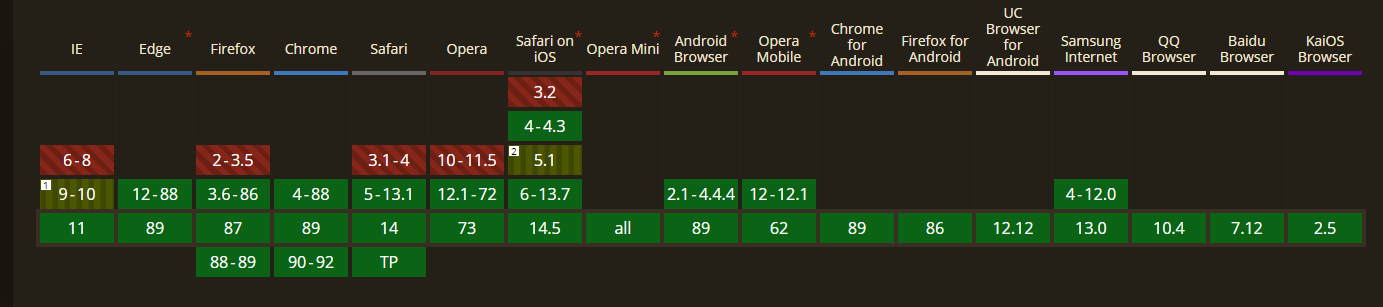 IE Edge * Firefox Chrome Safari Opera Safari on iOS * Opera Mini * Android Browser * Opera Mobile * Chrome for Android Firefox for Android UC Browser for Android Samsung Internet QQ Browser Baidu Browser KaiOS Browser
3.2
4-4.3
6-8 2-3.5 3.1-4 10-11.5 2 5.1
1 9-10 12-88 3.6-86 4-88 5-13.1 12.1-72 6-13.7 2.1-4.4.4 12-12.1 4-12.0
11 89 87 89 14 73 14.5 all 89 62 89 86 12.12 13.0 10.4 7.12 2.5
88-89 90-92 TP